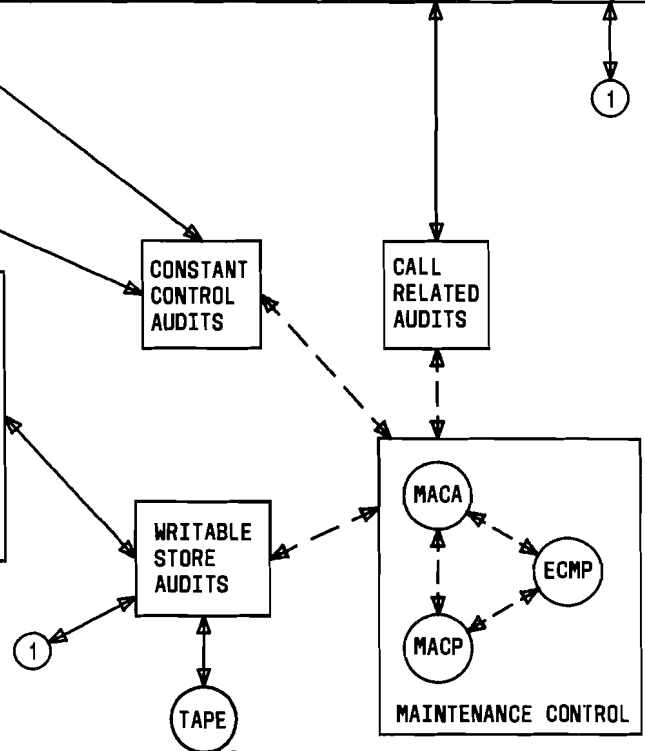 1
CONSTANT
CONTROL
AUDITS
CALL
RELATED
AUDITS
MACA
WRITABLE
STORE
AUDITS
ECMP
MACP
1
TAPE
MAINTENANCE CONTROL